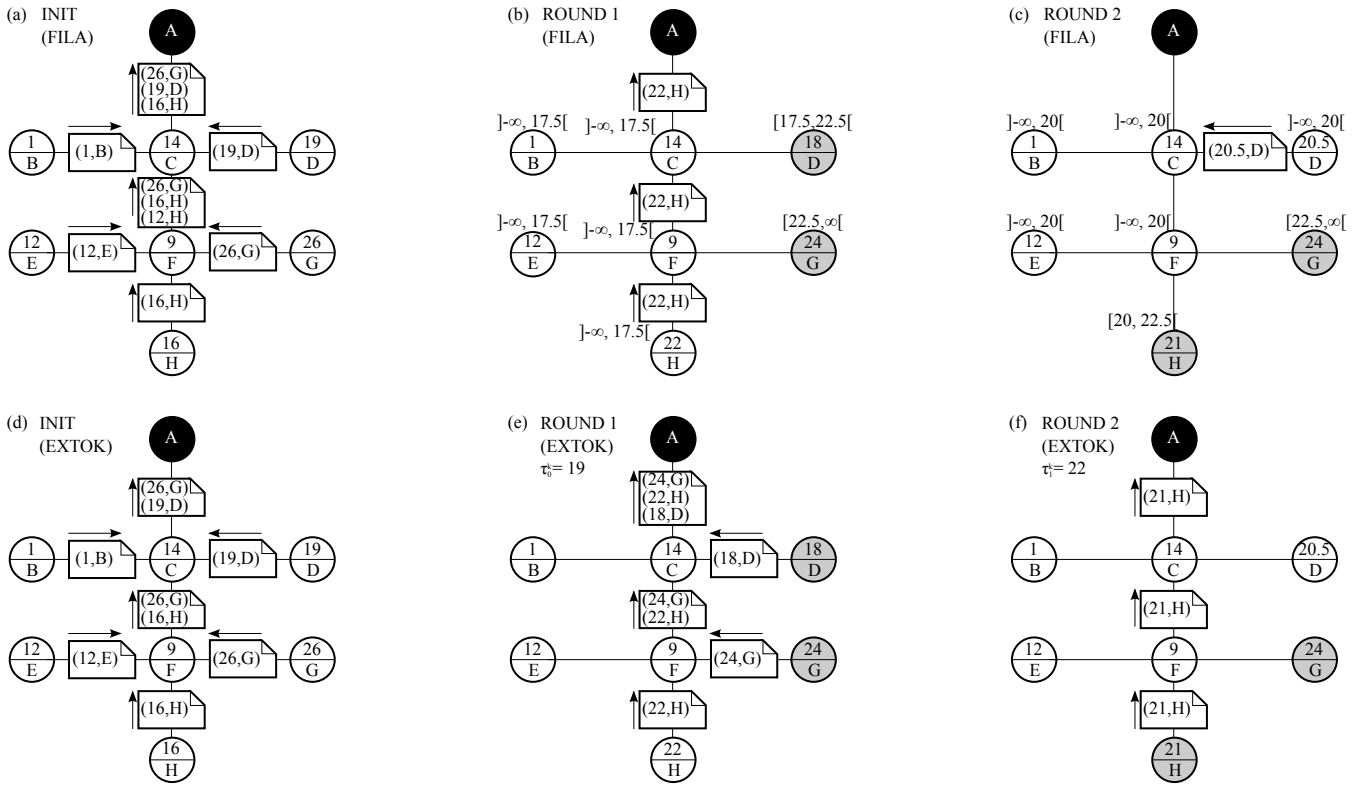 (a) INIT
(FILA)
A
(26,G)
(19,D)
(16,H)
1
B
(1,B)
14
C
(19,D)
19
D
(26,G)
(16,H)
(12,H)
12
E
(12,E)
9
F
(26,G)
26
G
(16,H)
16
H
(b) ROUND 1
(FILA)
A
(22,H)
]-∞, 17.5[
1
B
]-∞, 17.5[
14
C
[17.5,22.5[
18
D
(22,H)
]-∞, 17.5[
12
E
]-∞, 17.5[
9
F
[22.5,∞[
24
G
(22,H)
]-∞, 17.5[
22
H
(c) ROUND 2
(FILA)
A
]-∞, 20[
1
B
]-∞, 20[
14
C
(20.5,D)
]-∞, 20[
20.5
D
]-∞, 20[
12
E
]-∞, 20[
9
F
[22.5,∞[
24
G
[20, 22.5[
21
H
(d) INIT
(EXTOK)
A
(26,G)
(19,D)
1
B
(1,B)
14
C
(19,D)
19
D
(26,G)
(16,H)
12
E
(12,E)
9
F
(26,G)
26
G
(16,H)
16
H
(e) ROUND 1
(EXTOK)
τ₀ᵏ= 19
A
(24,G)
(22,H)
(18,D)
1
B
14
C
(18,D)
18
D
(24,G)
(22,H)
12
E
9
F
(24,G)
24
G
(22,H)
22
H
(f) ROUND 2
(EXTOK)
τ₁ᵏ= 22
A
(21,H)
1
B
14
C
20.5
D
(21,H)
12
E
9
F
24
G
(21,H)
21
H